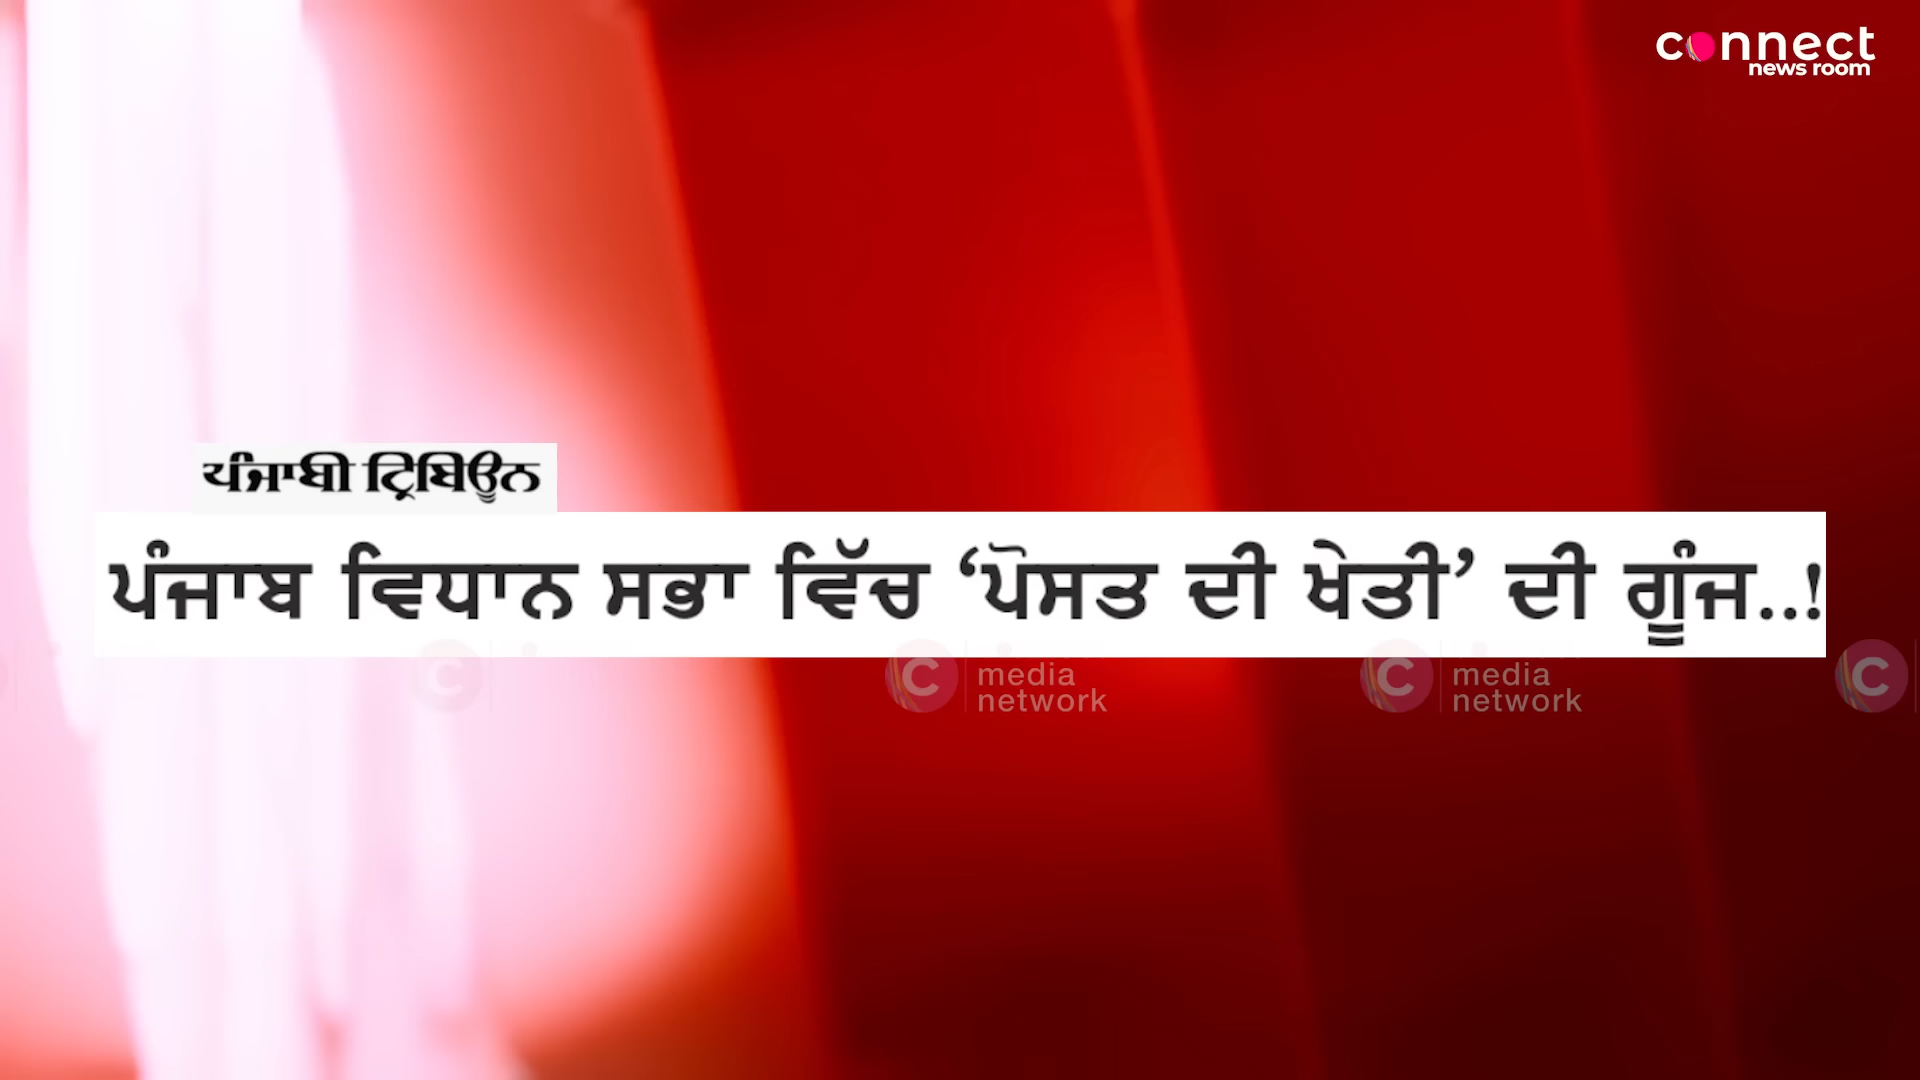 connect
news room
ਪੰਜਾਬੀ ਟ੍ਰਿਬਿਊਨ
ਪੰਜਾਬ ਵਿਧਾਨ ਸਭਾ ਵਿੱਚ ‘ਪੋਸਤ ਦੀ ਖੇਤੀ’ ਦੀ ਗੂੰਜ..!
C media network
C media network
C